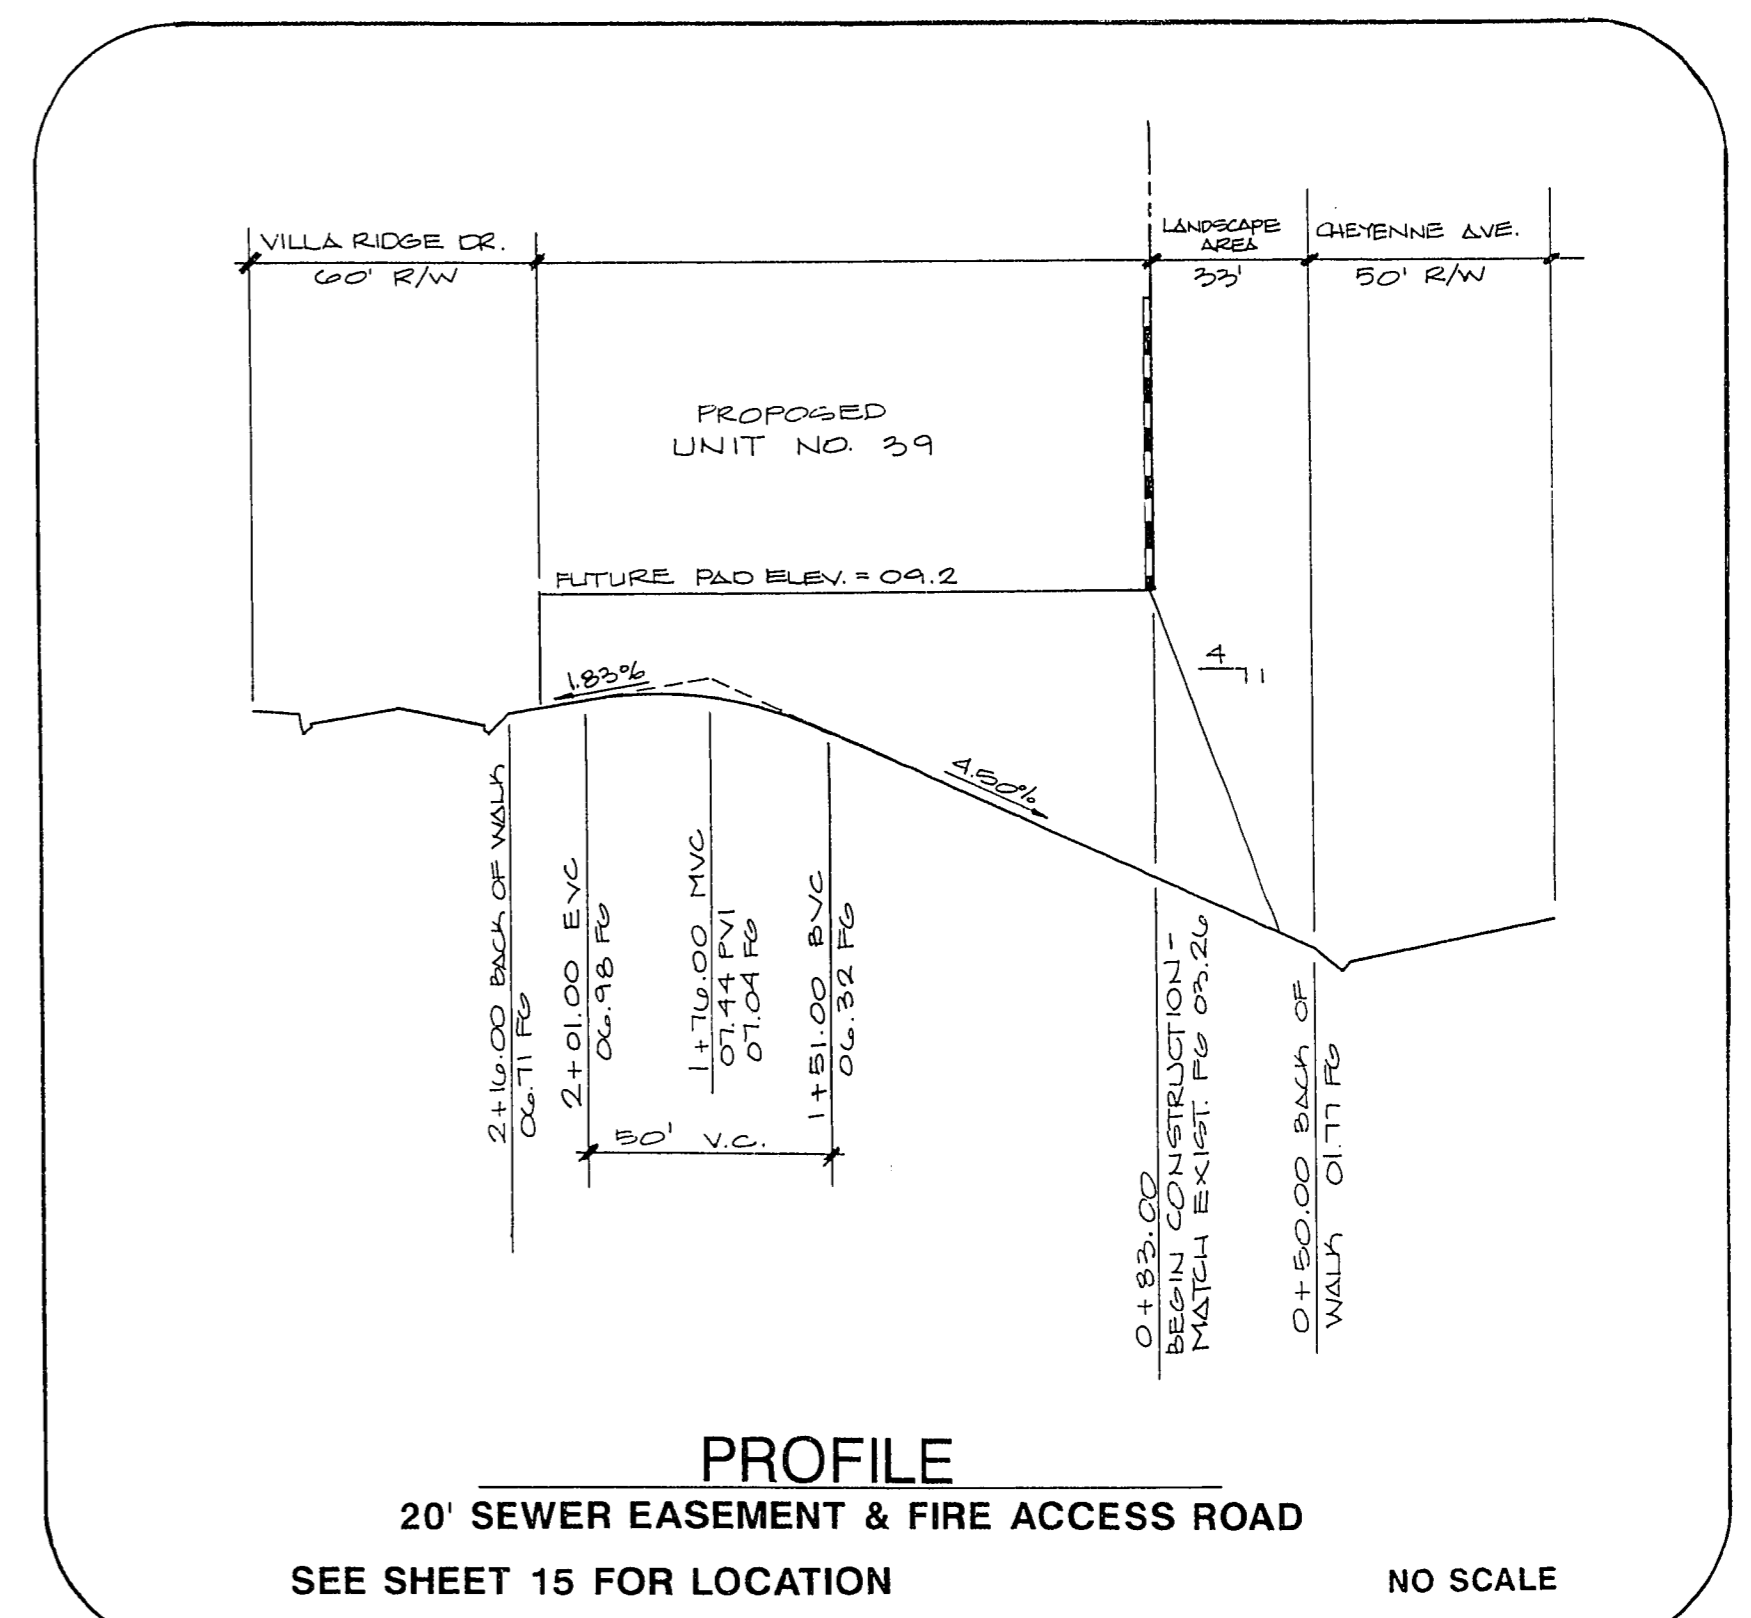 VILLA RIDGE DR.
60' R/W
LANDSCAPE
AREA
33'
CHEYENNE AVE.
50' R/W
PROPOSED
UNIT NO. 39
FUTURE PAD ELEV. = 09.2
1.83%
4
1
4.50%
2+16.00 BACK OF WALK
06.71 FG
2+01.00 EVC
06.98 FG
1+76.00 MVC
07.44 PVI
07.04 FG
1+51.00 BVC
06.32 FG
50' V.C.
0+83.00
BEGIN CONSTRUCTION -
MATCH EXIST. FG 03.26
0+50.00 BACK OF
WALK 01.77 FG
PROFILE
20' SEWER EASEMENT & FIRE ACCESS ROAD
SEE SHEET 15 FOR LOCATION
NO SCALE